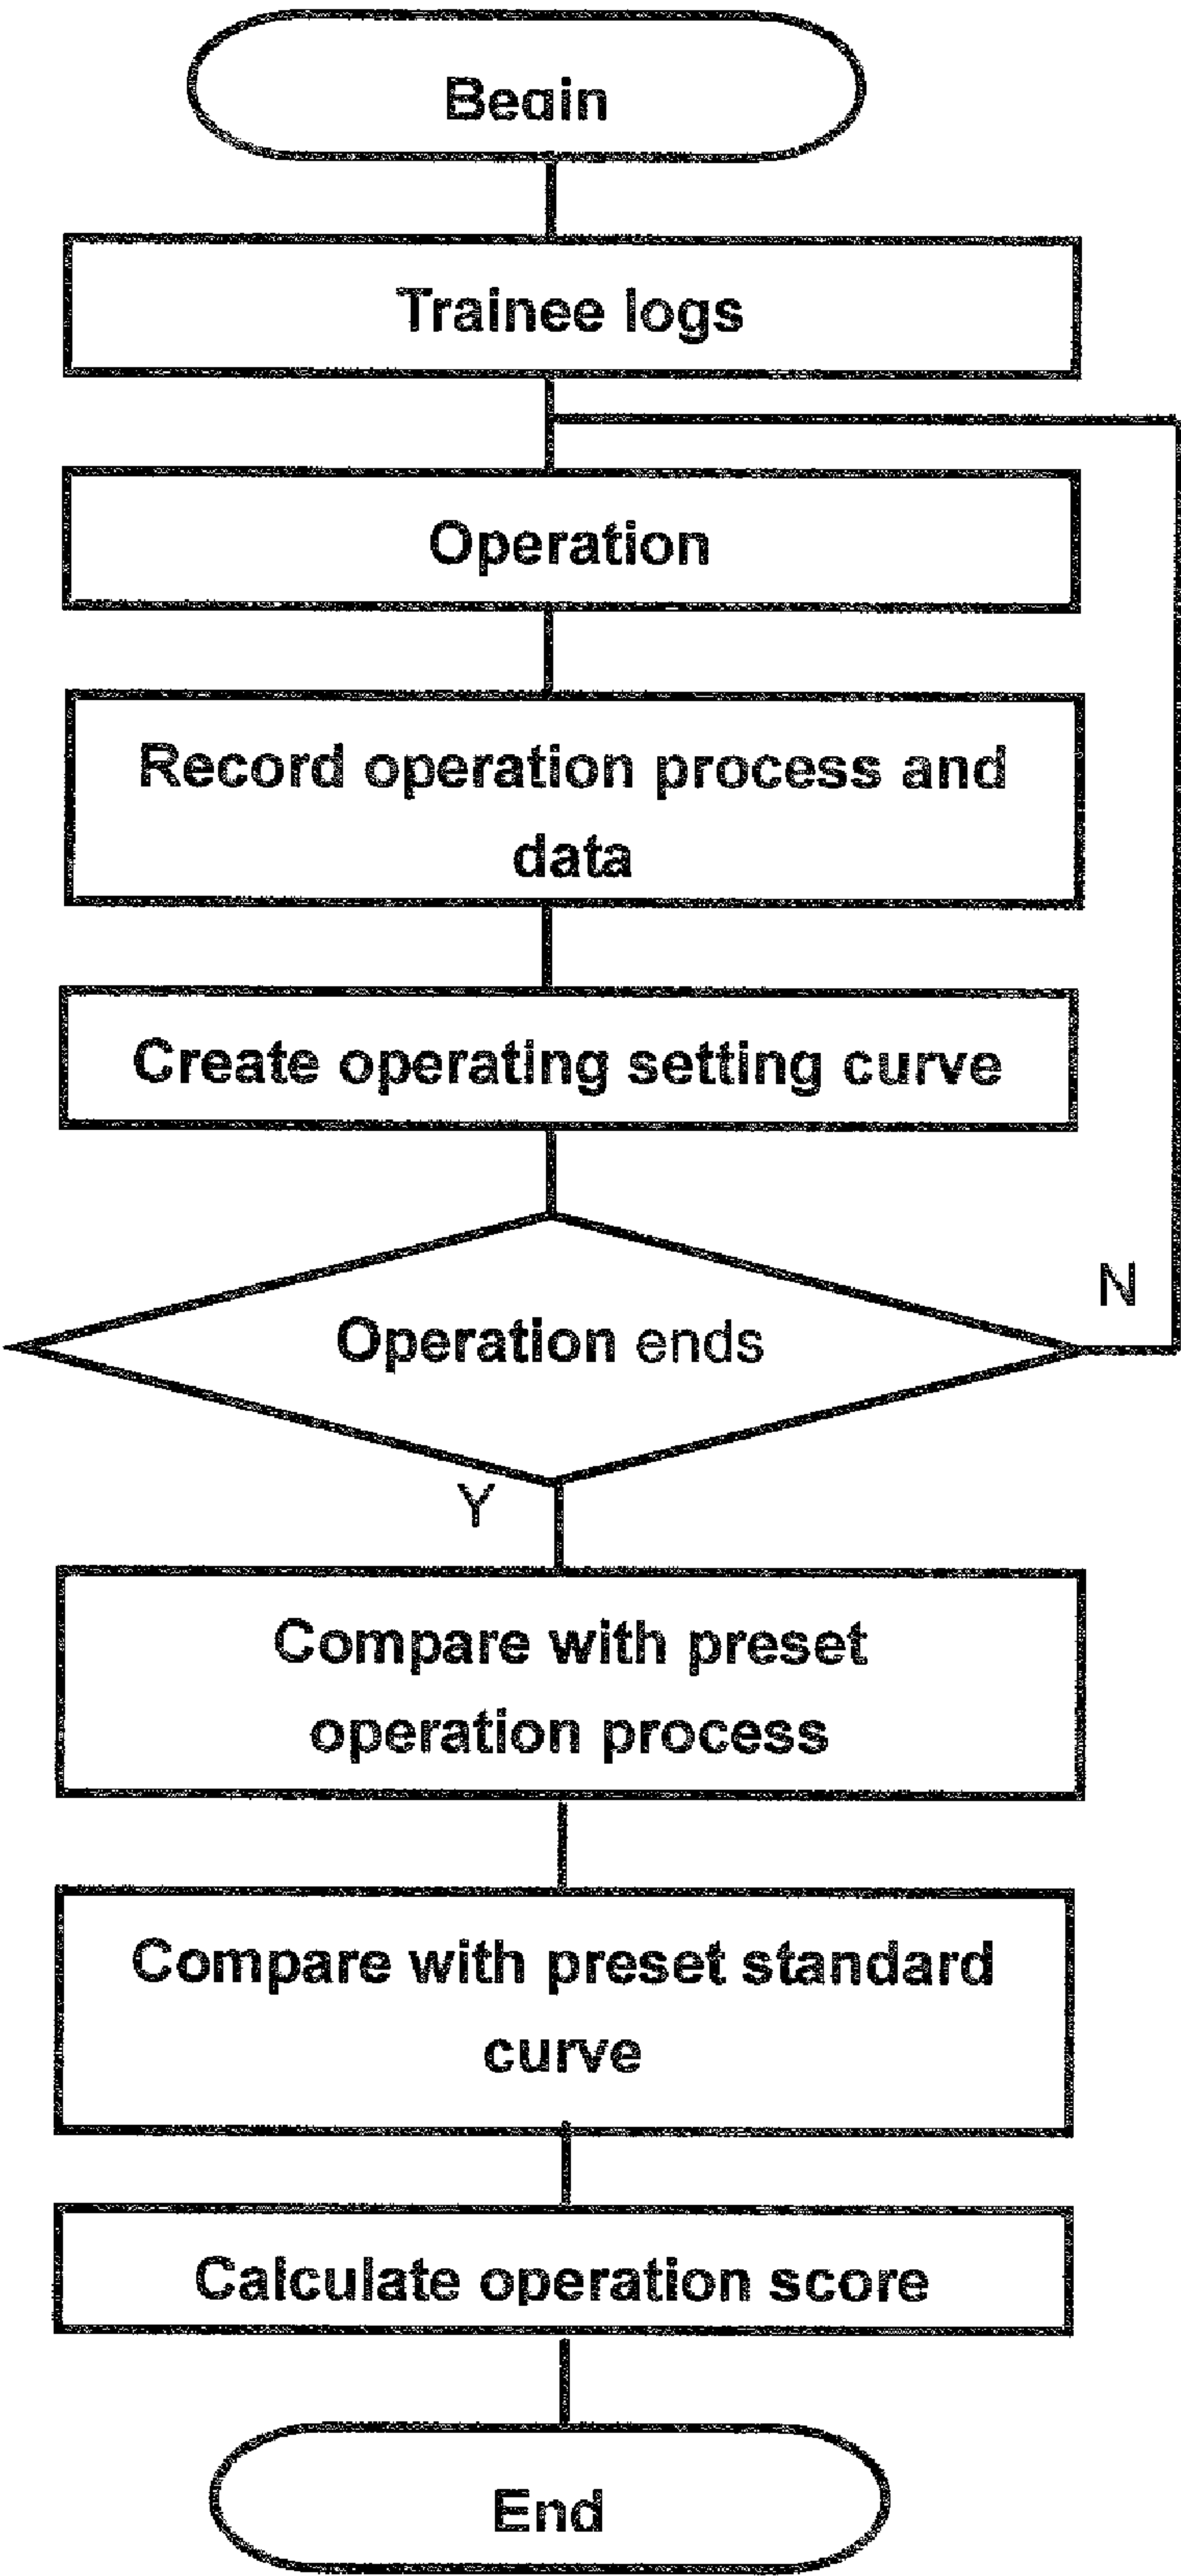 Begin
Trainee logs
Operation
Record operation process and
data
Create operating setting curve
Operation ends
N
Y
Compare with preset
operation process
Compare with preset standard
curve
Calculate operation score
End